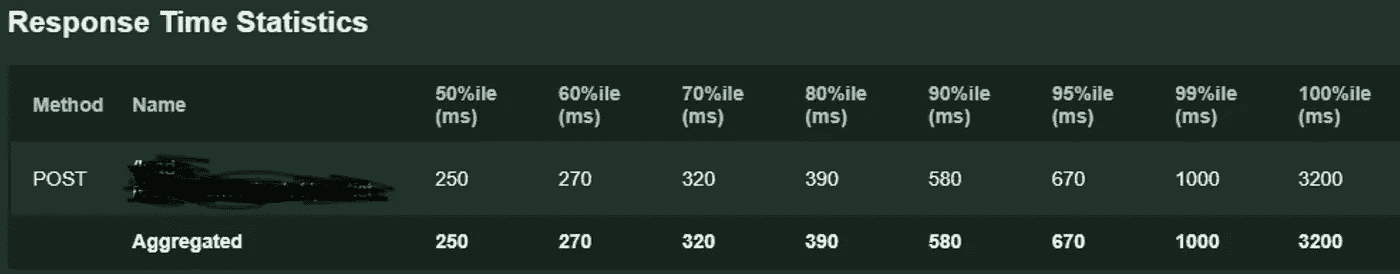 Response Time Statistics
Method Name 50%ile (ms) 60%ile (ms) 70%ile (ms) 80%ile (ms) 90%ile (ms) 95%ile (ms) 99%ile (ms) 100%ile (ms)
POST 250 270 320 390 580 670 1000 3200
Aggregated 250 270 320 390 580 670 1000 3200